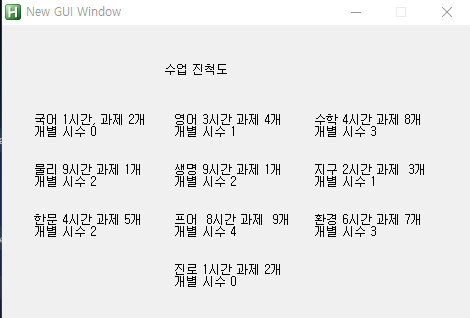 New GUI Window
수업 진척도
국어 1시간, 과제 2개
개별 시수 0
영어 3시간 과제 4개
개별 시수 1
수학 4시간 과제 8개
개별 시수 3
물리 9시간 과제 1개
개별 시수 2
생명 9시간 과제 1개
개별 시수 2
지구 2시간 과제  3개
개별 시수 1
한문 4시간 과제 5개
개별 시수 2
프어  8시간 과제  9개
개별 시수 4
환경 6시간 과제 7개
개별 시수 3
진로 1시간 과제 2개
개별 시수 0